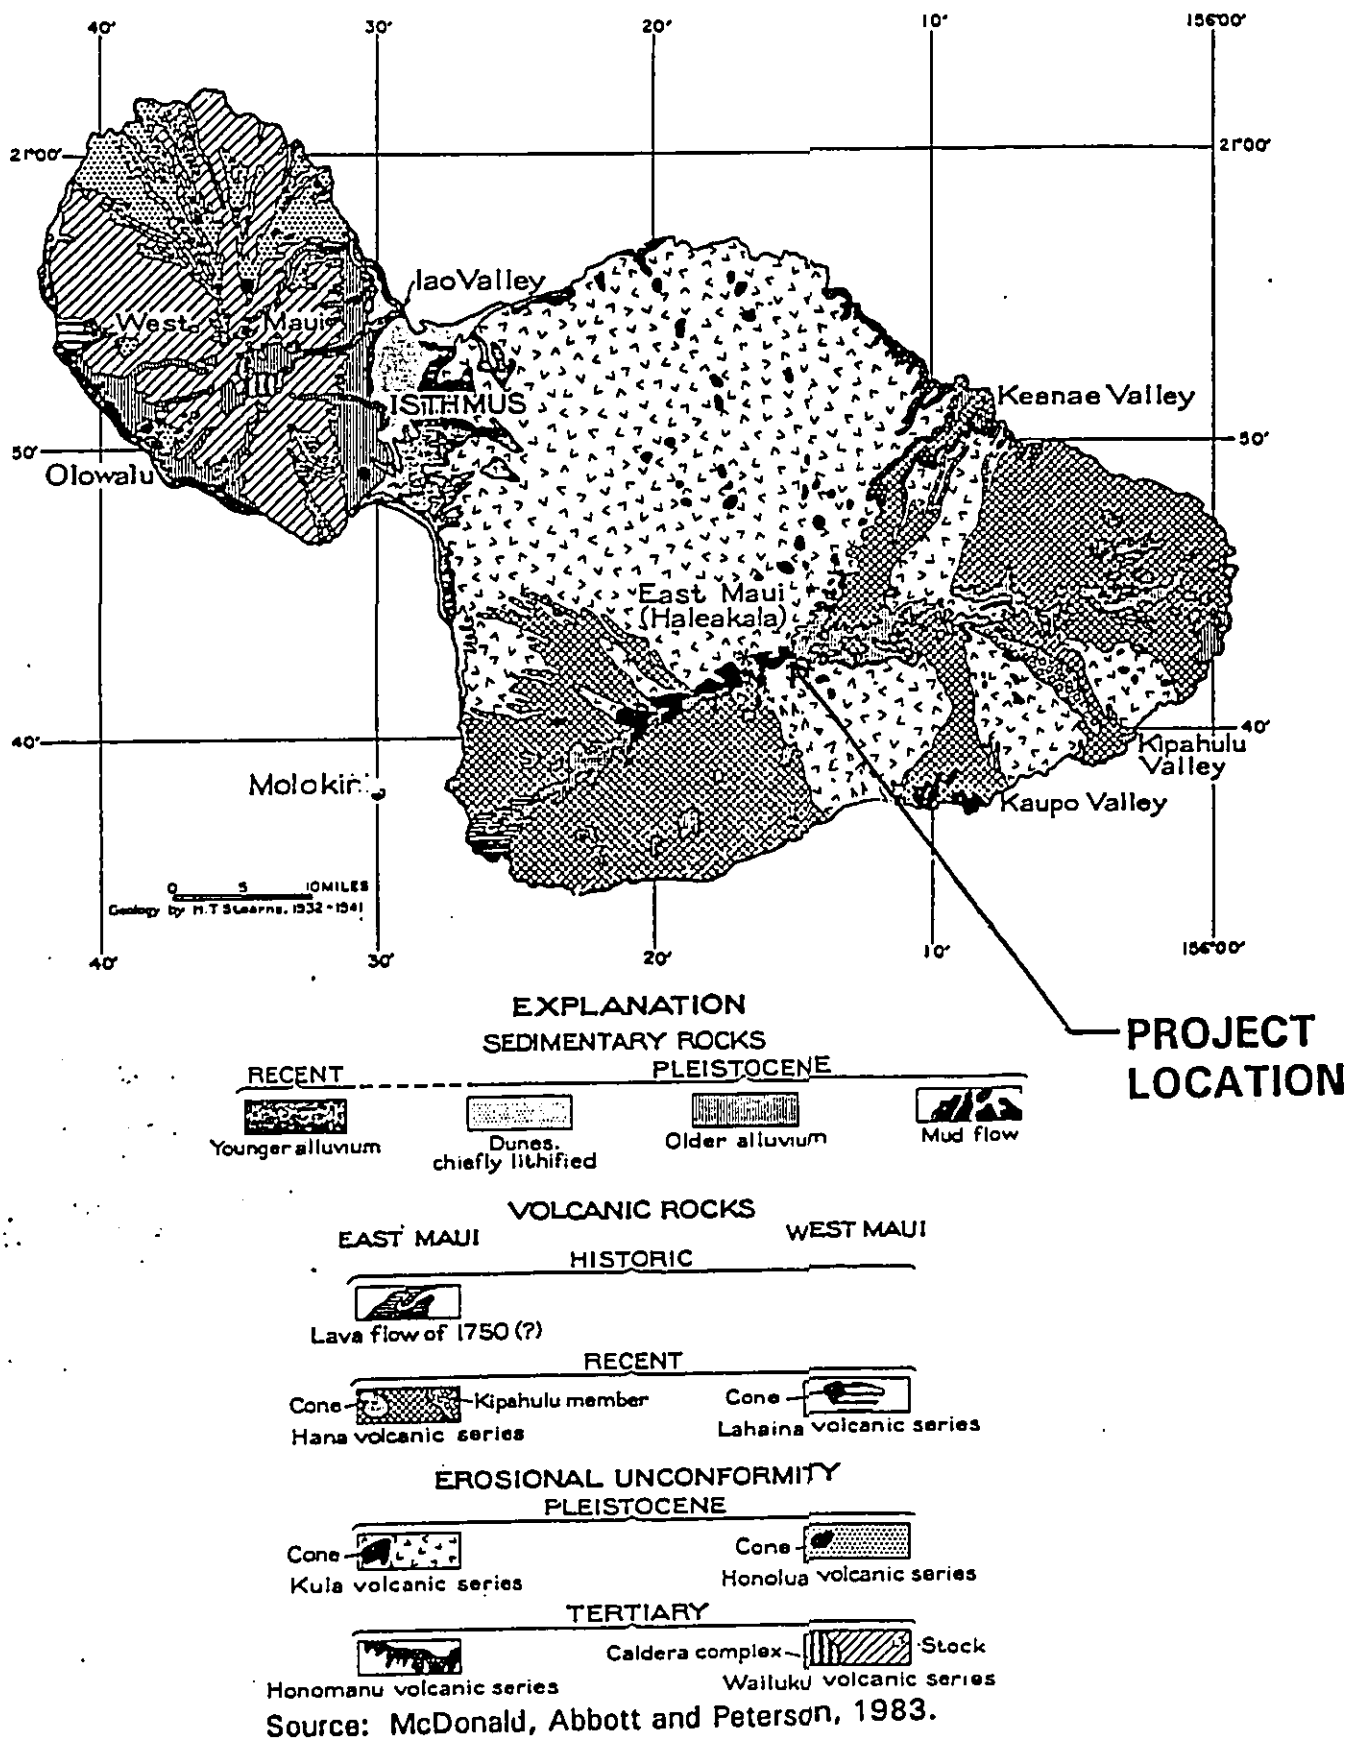 40' 30' 20' 10' 156°00'
21°00' 21°00'
Iao Valley
West Maui
Keenae Valley
ISTHMUS
50' 50'
Olowalu
East Maui
(Haleakala)
40' 40'
Kipahulu
Valley
Molokini
Kaupo Valley
0 5 10 MILES
Geology by H.T. Stearns, 1932-1941
40' 30' 20' 10' 156°00'
PROJECT
LOCATION
EXPLANATION
SEDIMENTARY ROCKS
RECENT PLEISTOCENE
Younger alluvium
Dunes,
chiefly lithified
Older alluvium
Mud flow
VOLCANIC ROCKS
EAST MAUI WEST MAUI
HISTORIC
Lava flow of 1750 (?)
RECENT
Cone Kipahulu member
Hana volcanic series
Cone
Lahaina volcanic series
EROSIONAL UNCONFORMITY
PLEISTOCENE
Cone
Kula volcanic series
Cone
Honolua volcanic series
TERTIARY
Honomanu volcanic series
Caldera complex Stock
Wailuku volcanic series
Source: McDonald, Abbott and Peterson, 1983.